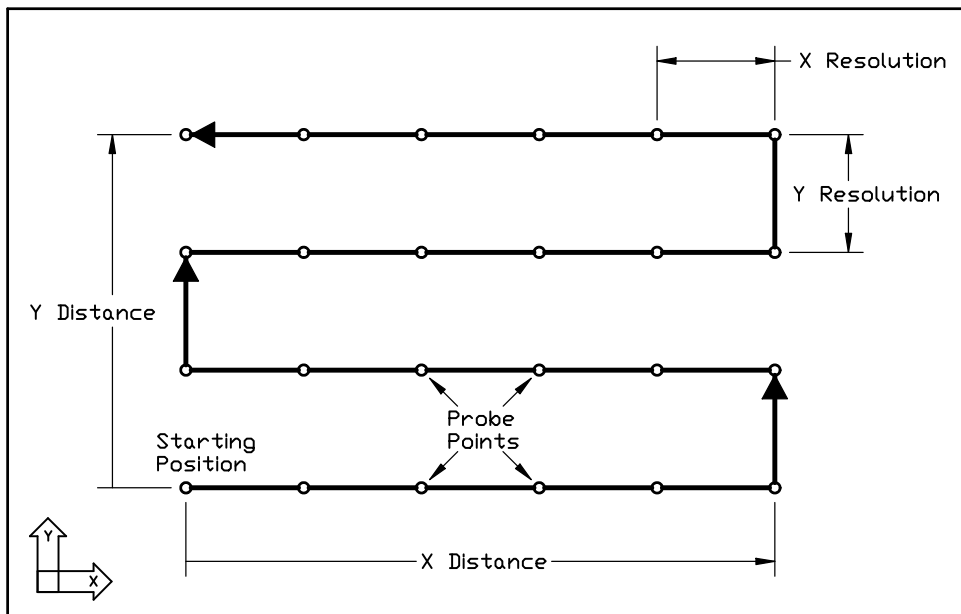 X Resolution
Y Resolution
Y Distance
Probe
Points
Starting
Position
X Distance
Y
X